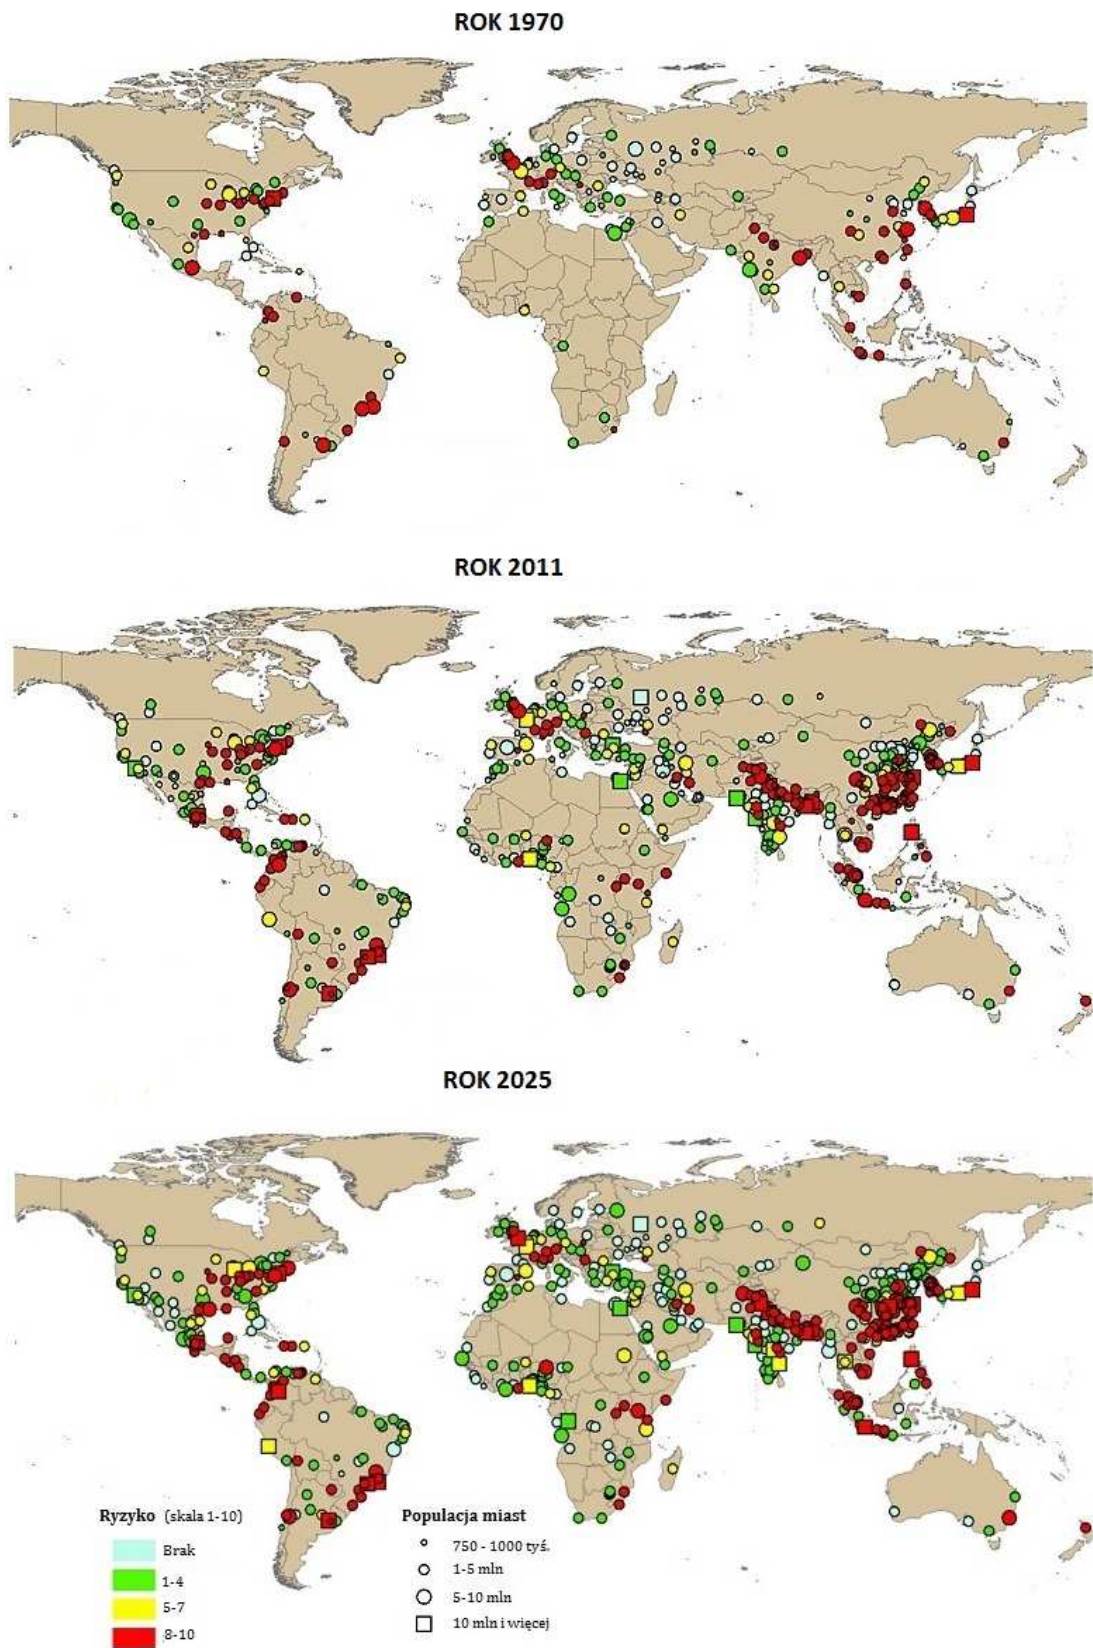 ROK 1970
ROK 2011
ROK 2025
Ryzyko (skala 1-10)
Brak
1-4
5-7
8-10
Populacja miast
750 - 1000 tyś.
1-5 mln
5-10 mln
10 mln i więcej